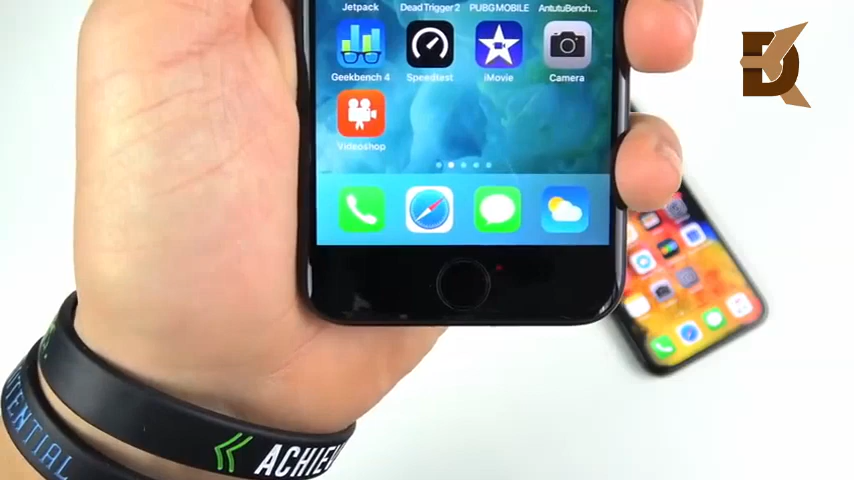 Jetpack Dead Trigger 2 PUBG MOBILE AntutuBench...
Geekbench 4 Speedtest iMovie Camera
Videoshop
ACHIEV
TENTIAL